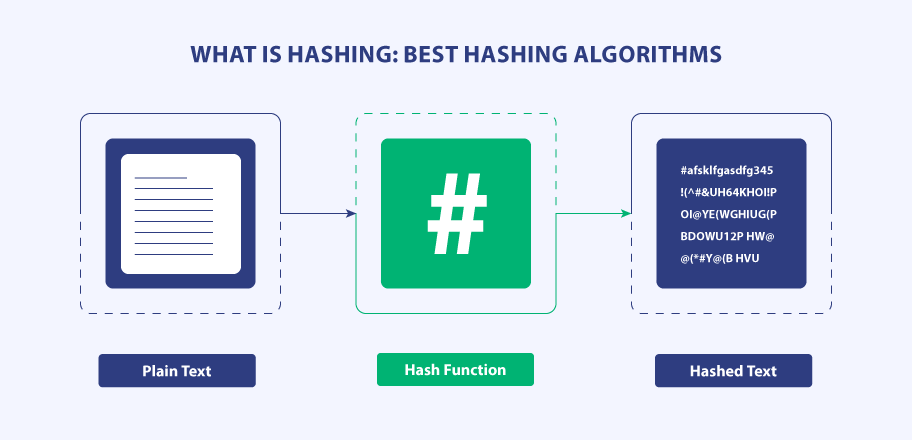 WHAT IS HASHING: BEST HASHING ALGORITHMS
#
#afsklfgasdfg345
!(^#&UH64KHOI!P
OI@YE(WGHIUG(P
BDOWU12P HW@
@(*#Y@(B HVU
Plain Text
Hash Function
Hashed Text